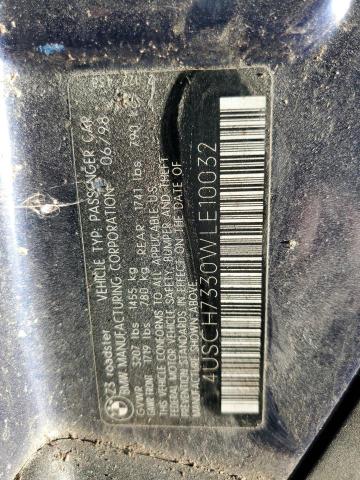 Z3 roadster VEHICLE TYP: PASSENGER CAR
BMW MANUFACTURING CORPORATION 06/98
GVWR 3207 lbs 1455 kg
GAWR FRONT 1719 lbs 780 kg REAR 1741 lbs 790 kg
THIS VEHICLE CONFORMS TO ALL APPLICABLE U.S.
FEDERAL MOTOR VEHICLE SAFETY, BUMPER AND THEFT
STANDARDS IN EFFECT ON THE DATE OF
MANUFACTURE SHOWN ABOVE.
4USCH7330WLE10032